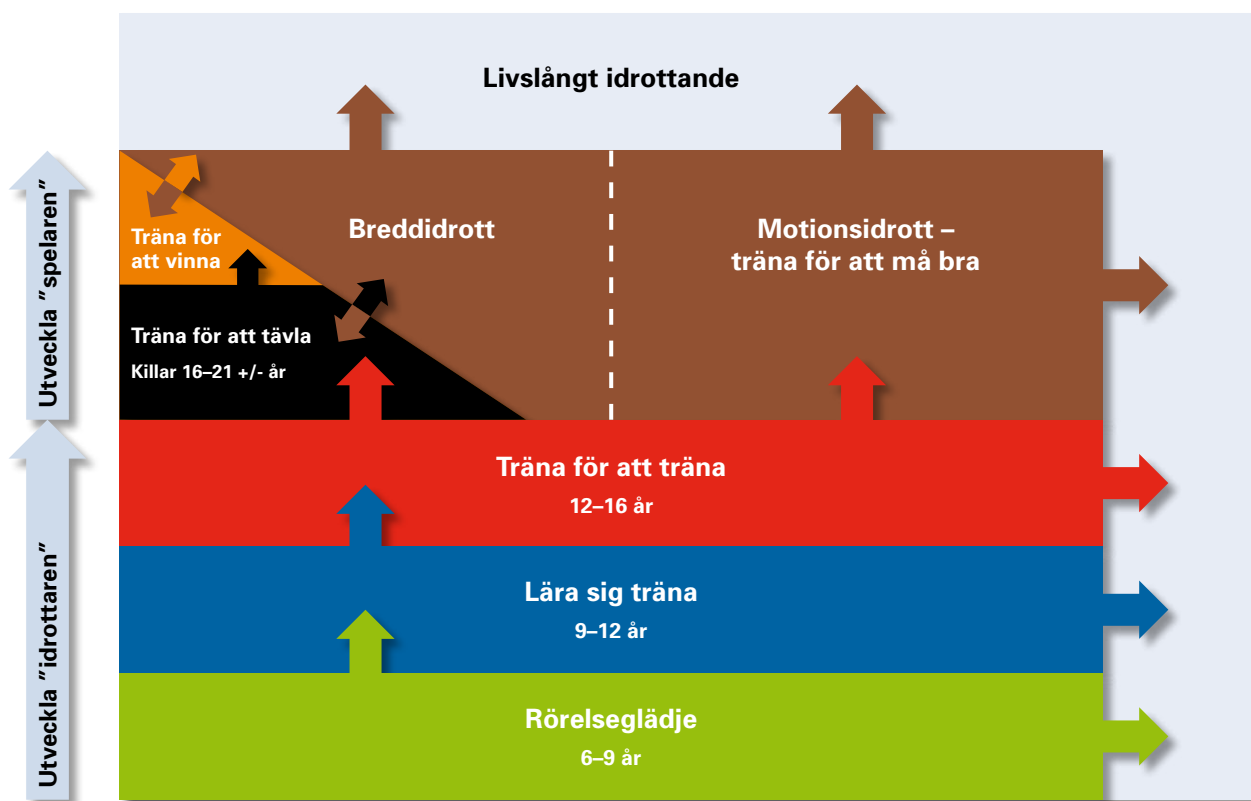 Livslångt idrottande
Utveckla ”spelaren”
Träna för
att vinna
Breddidrott
Motionsidrott –
träna för att må bra
Träna för att tävla
Killar 16–21 +/- år
Utveckla ”idrottaren”
Träna för att träna
12–16 år
Lära sig träna
9–12 år
Rörelseglädje
6–9 år